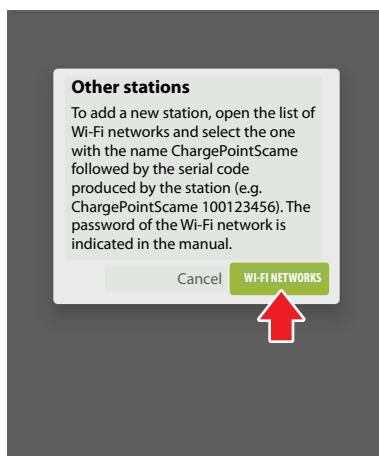 Other stations
To add a new station, open the list of
Wi-Fi networks and select the one
with the name ChargePointScame
followed by the serial code
produced by the station (e.g.
ChargePointScame 100123456). The
password of the Wi-Fi network is
indicated in the manual.
Cancel WI-FI NETWORKS